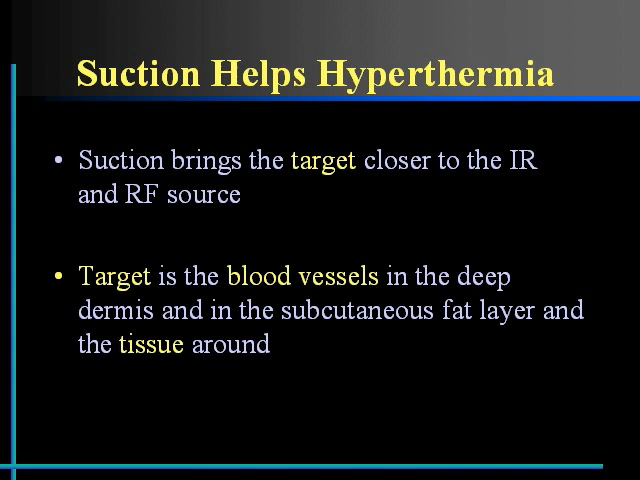 Suction Helps Hyperthermia
• Suction brings the target closer to the IR
and RF source
• Target is the blood vessels in the deep
dermis and in the subcutaneous fat layer and
the tissue around